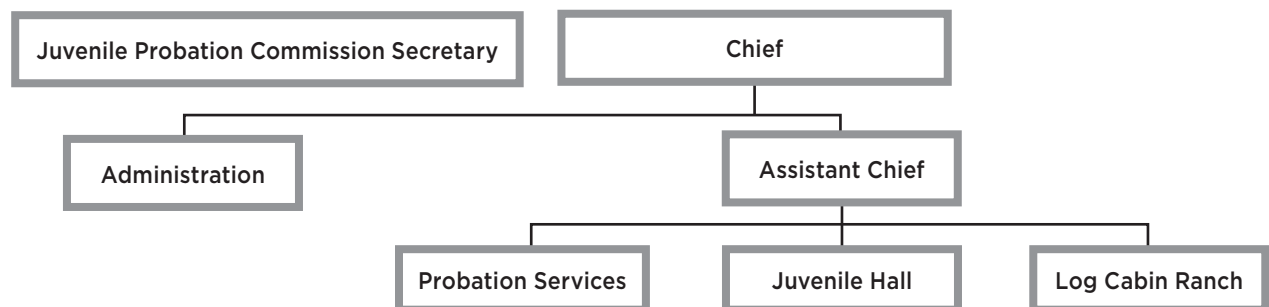 Juvenile Probation Commission Secretary
Chief
Administration
Assistant Chief
Probation Services
Juvenile Hall
Log Cabin Ranch